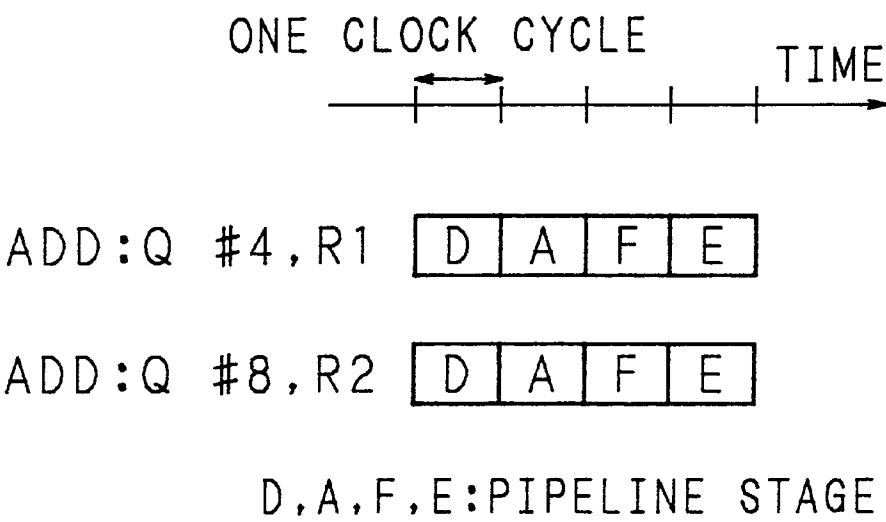 ONE CLOCK CYCLE
TIME
ADD:Q #4,R1 D A F E
ADD:Q #8,R2 D A F E
D,A,F,E:PIPELINE STAGE